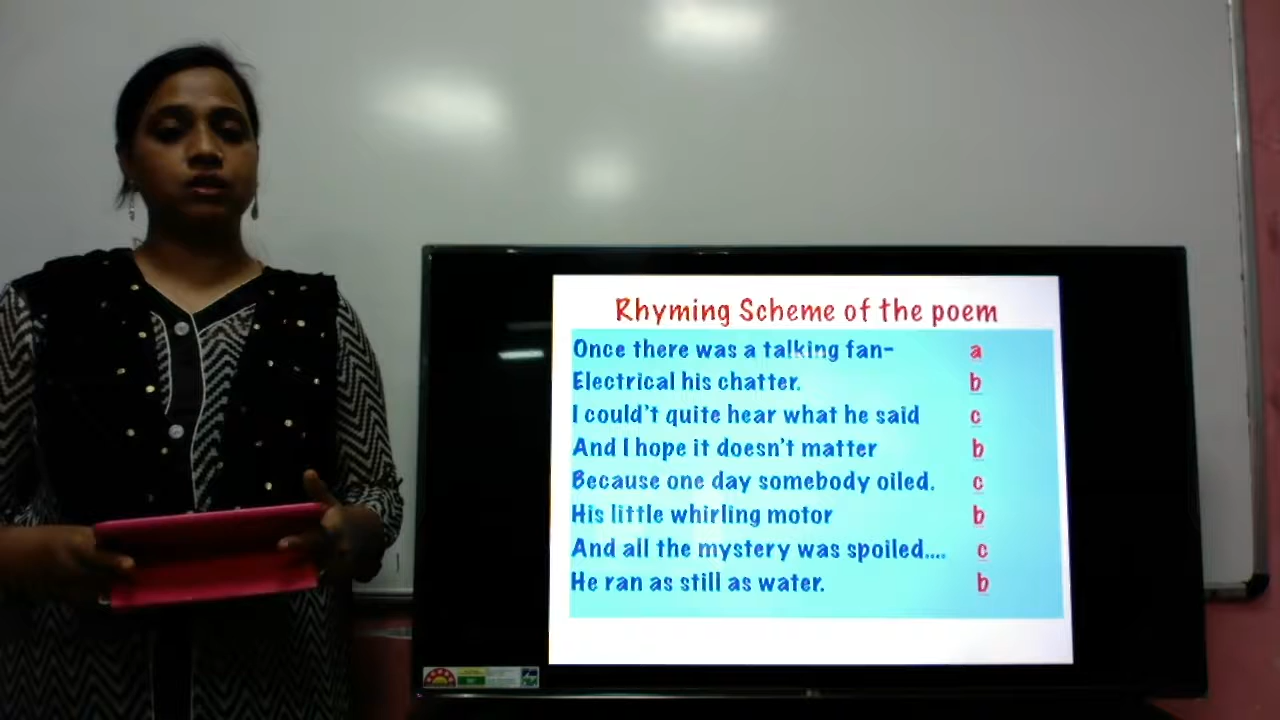 Rhyming Scheme of the poem
Once there was a talking fan- a
Electrical his chatter. b
I could't quite hear what he said c
And I hope it doesn't matter b
Because one day somebody oiled. c
His little whirling motor b
And all the mystery was spoiled.... c
He ran as still as water. b